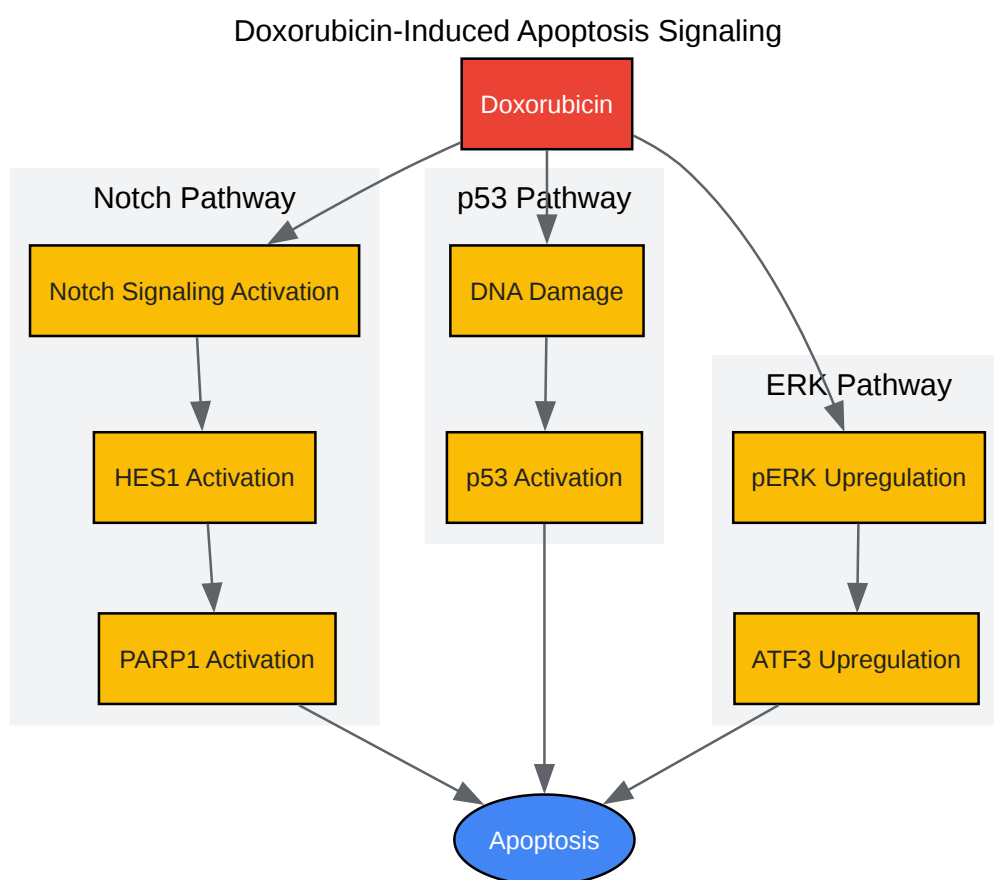 Doxorubicin-Induced Apoptosis Signaling
Doxorubicin
Notch Pathway
p53 Pathway
Notch Signaling Activation
DNA Damage
ERK Pathway
HES1 Activation
p53 Activation
pERK Upregulation
PARP1 Activation
ATF3 Upregulation
Apoptosis